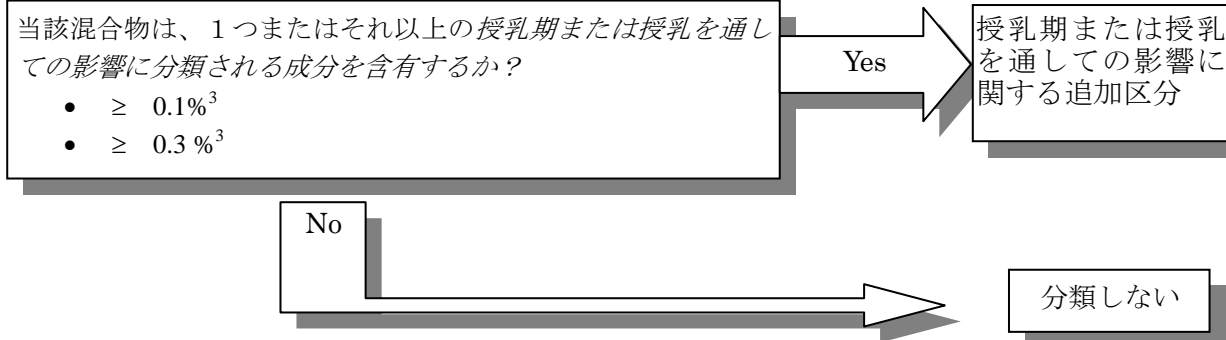 当該混合物は、１つまたはそれ以上の授乳期または授乳を通し
ての影響に分類される成分を含有するか？
• ≥ 0.1%³
• ≥ 0.3 %³
Yes
授乳期または授乳
を通しての影響に
関する追加区分
No
分類しない